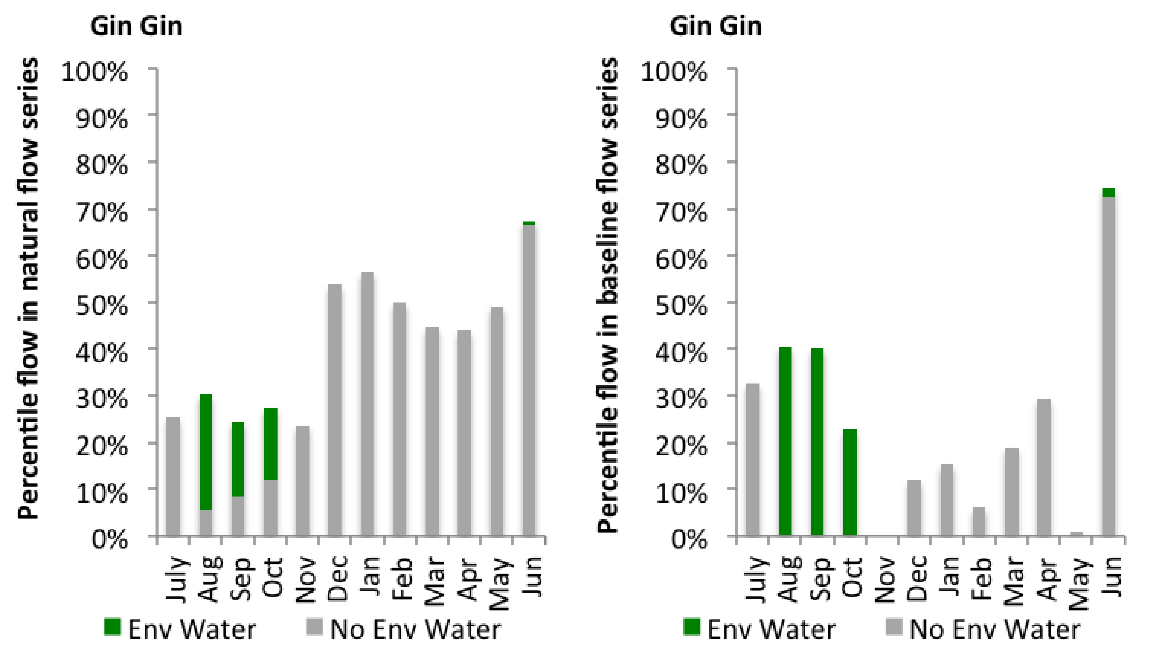 Gin Gin
Percentile flow in natural flow series
100%
90%
80%
70%
60%
50%
40%
30%
20%
10%
0%
July
Aug
Sep
Oct
Nov
Dec
Jan
Feb
Mar
Apr
May
Jun
Env Water
No Env Water
Gin Gin
Percentile flow in baseline flow series
100%
90%
80%
70%
60%
50%
40%
30%
20%
10%
0%
July
Aug
Sep
Oct
Nov
Dec
Jan
Feb
Mar
Apr
May
Jun
Env Water
No Env Water